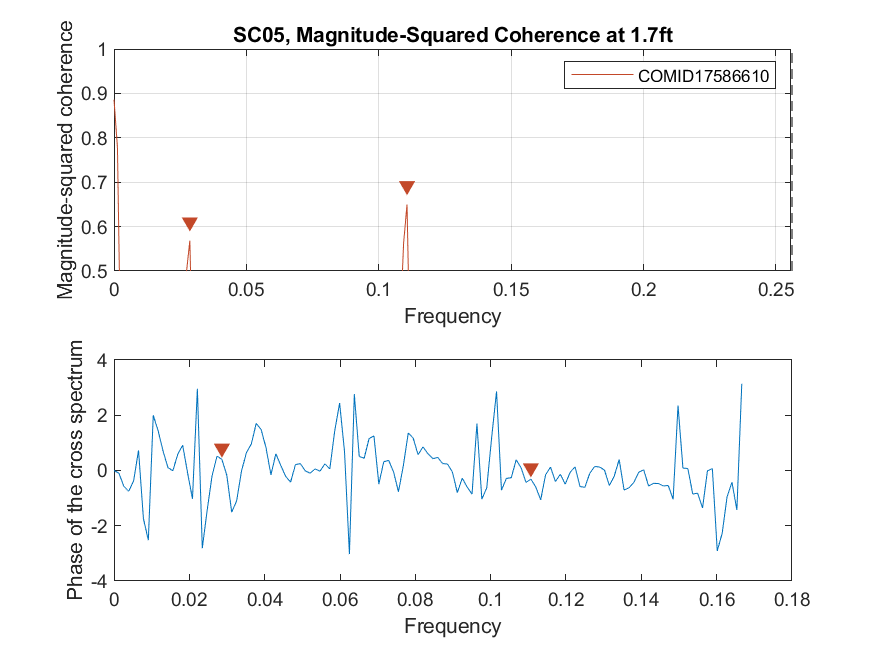 SC05, Magnitude-Squared Coherence at 1.7ft
Magnitude-squared coherence
1
0.9
0.8
0.7
0.6
0.5
COMID17586610
0 0.05 0.1 0.15 0.2 0.25
Frequency
Phase of the cross spectrum
4
2
0
-2
-4
0 0.02 0.04 0.06 0.08 0.1 0.12 0.14 0.16 0.18
Frequency